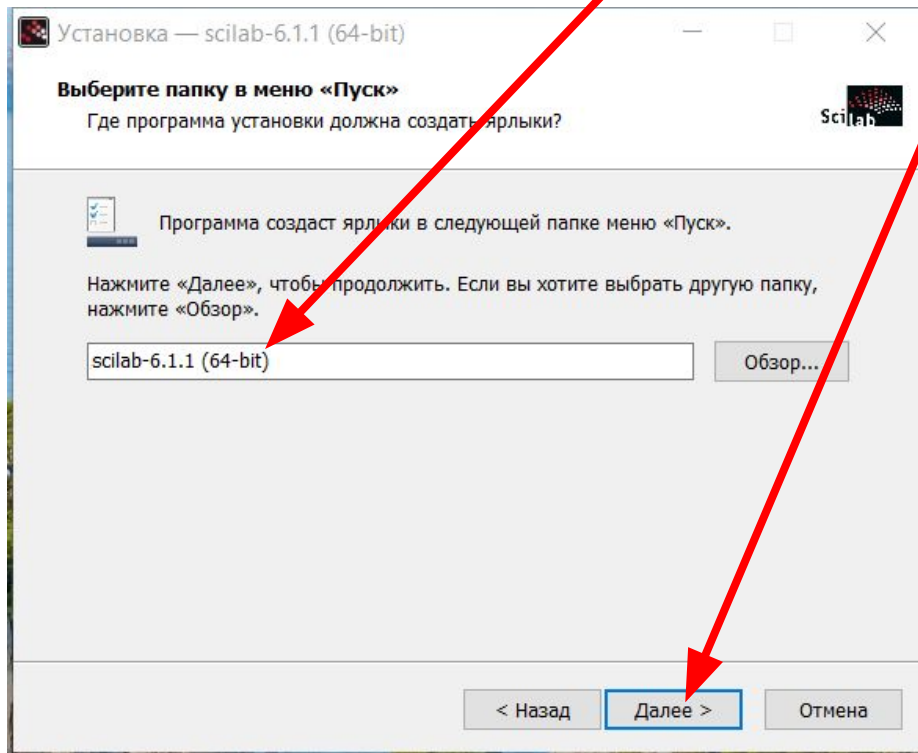 Установка — scilab-6.1.1 (64-bit)
Выберите папку в меню «Пуск»
Где программа установки должна создать ярлыки?
Scilab
Программа создаст ярлыки в следующей папке меню «Пуск».
Нажмите «Далее», чтобы продолжить. Если вы хотите выбрать другую папку,
нажмите «Обзор».
scilab-6.1.1 (64-bit)
Обзор...
< Назад
Далее >
Отмена